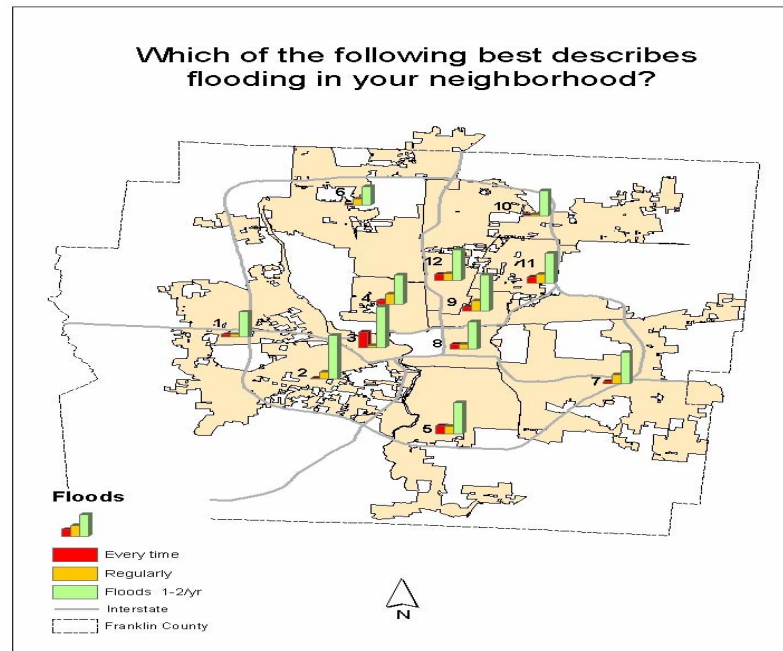 Which of the following best describes
flooding in your neighborhood?
6
10
12
11
4
9
1
3
8
2
7
5
Floods
Every time
Regularly
Floods 1-2/yr
Interstate
Franklin County
N